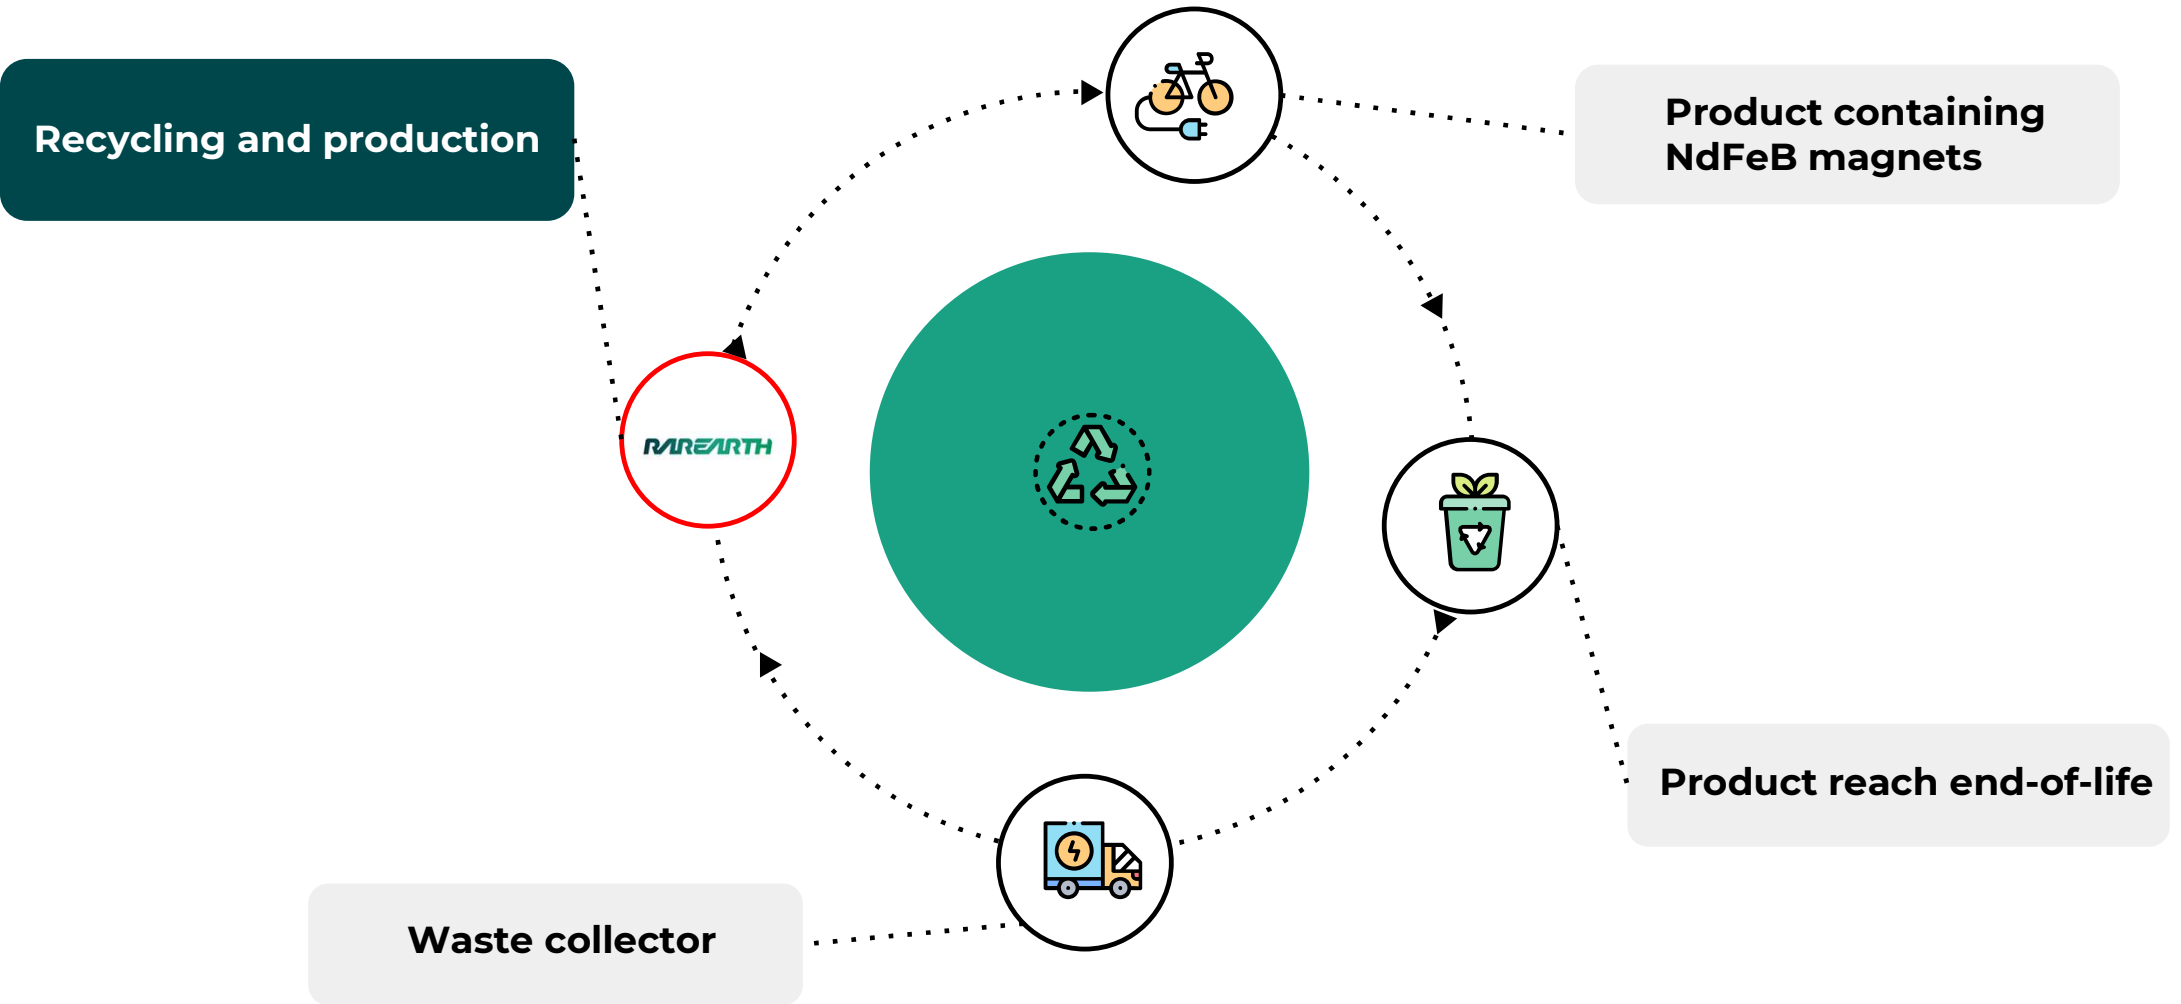 Recycling and production
Product containing
NdFeB magnets
RAREARTH
Product reach end-of-life
Waste collector